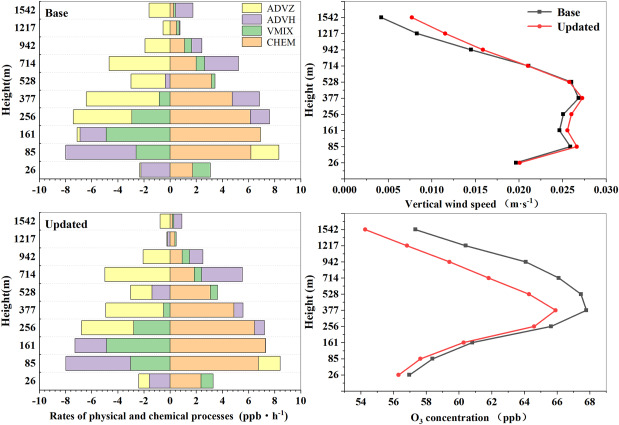 Base
ADVZ
ADVH
VMIX
CHEM
Height(m)
1542
1217
942
714
528
377
256
161
85
26
-10 -8 -6 -4 -2 0 2 4 6 8 10
Base
Updated
Height (m)
1542
1217
942
714
528
377
256
161
85
26
0.000 0.005 0.010 0.015 0.020 0.025 0.030
Vertical wind speed （m·s⁻¹）
Updated
Height(m)
1542
1217
942
714
528
377
256
161
85
26
-10 -8 -6 -4 -2 0 2 4 6 8 10
Rates of physical and chemical processes (ppb·h⁻¹)
Height (m)
1542
1217
942
714
528
377
256
161
85
26
54 56 58 60 62 64 66 68
O₃ concentration（ppb）